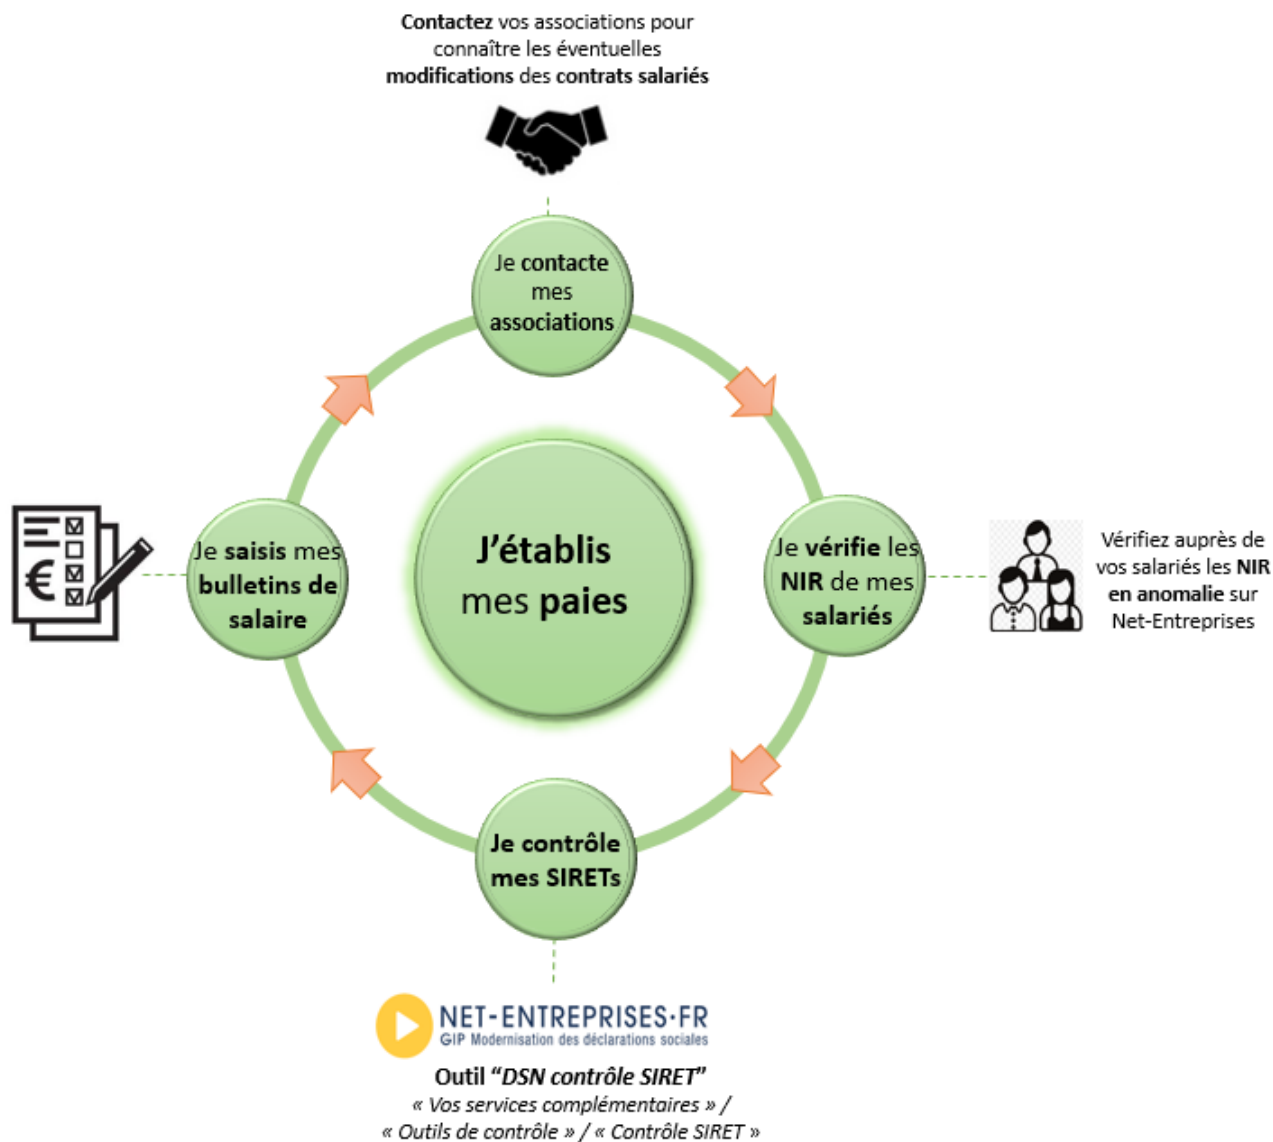 Contactez vos associations pour
connaître les éventuelles
modifications des contrats salariés
Je contacte
mes
associations
J'établis
mes paies
Je saisis mes
bulletins de
salaire
€
Je vérifie les
NIR de mes
salariés
Vérifiez auprès de
vos salariés les NIR
en anomalie sur
Net-Entreprises
Je contrôle
mes SIRETs
NET-ENTREPRISES·FR
GIP Modernisation des déclarations sociales
Outil "DSN contrôle SIRET"
« Vos services complémentaires » /
« Outils de contrôle » / « Contrôle SIRET »